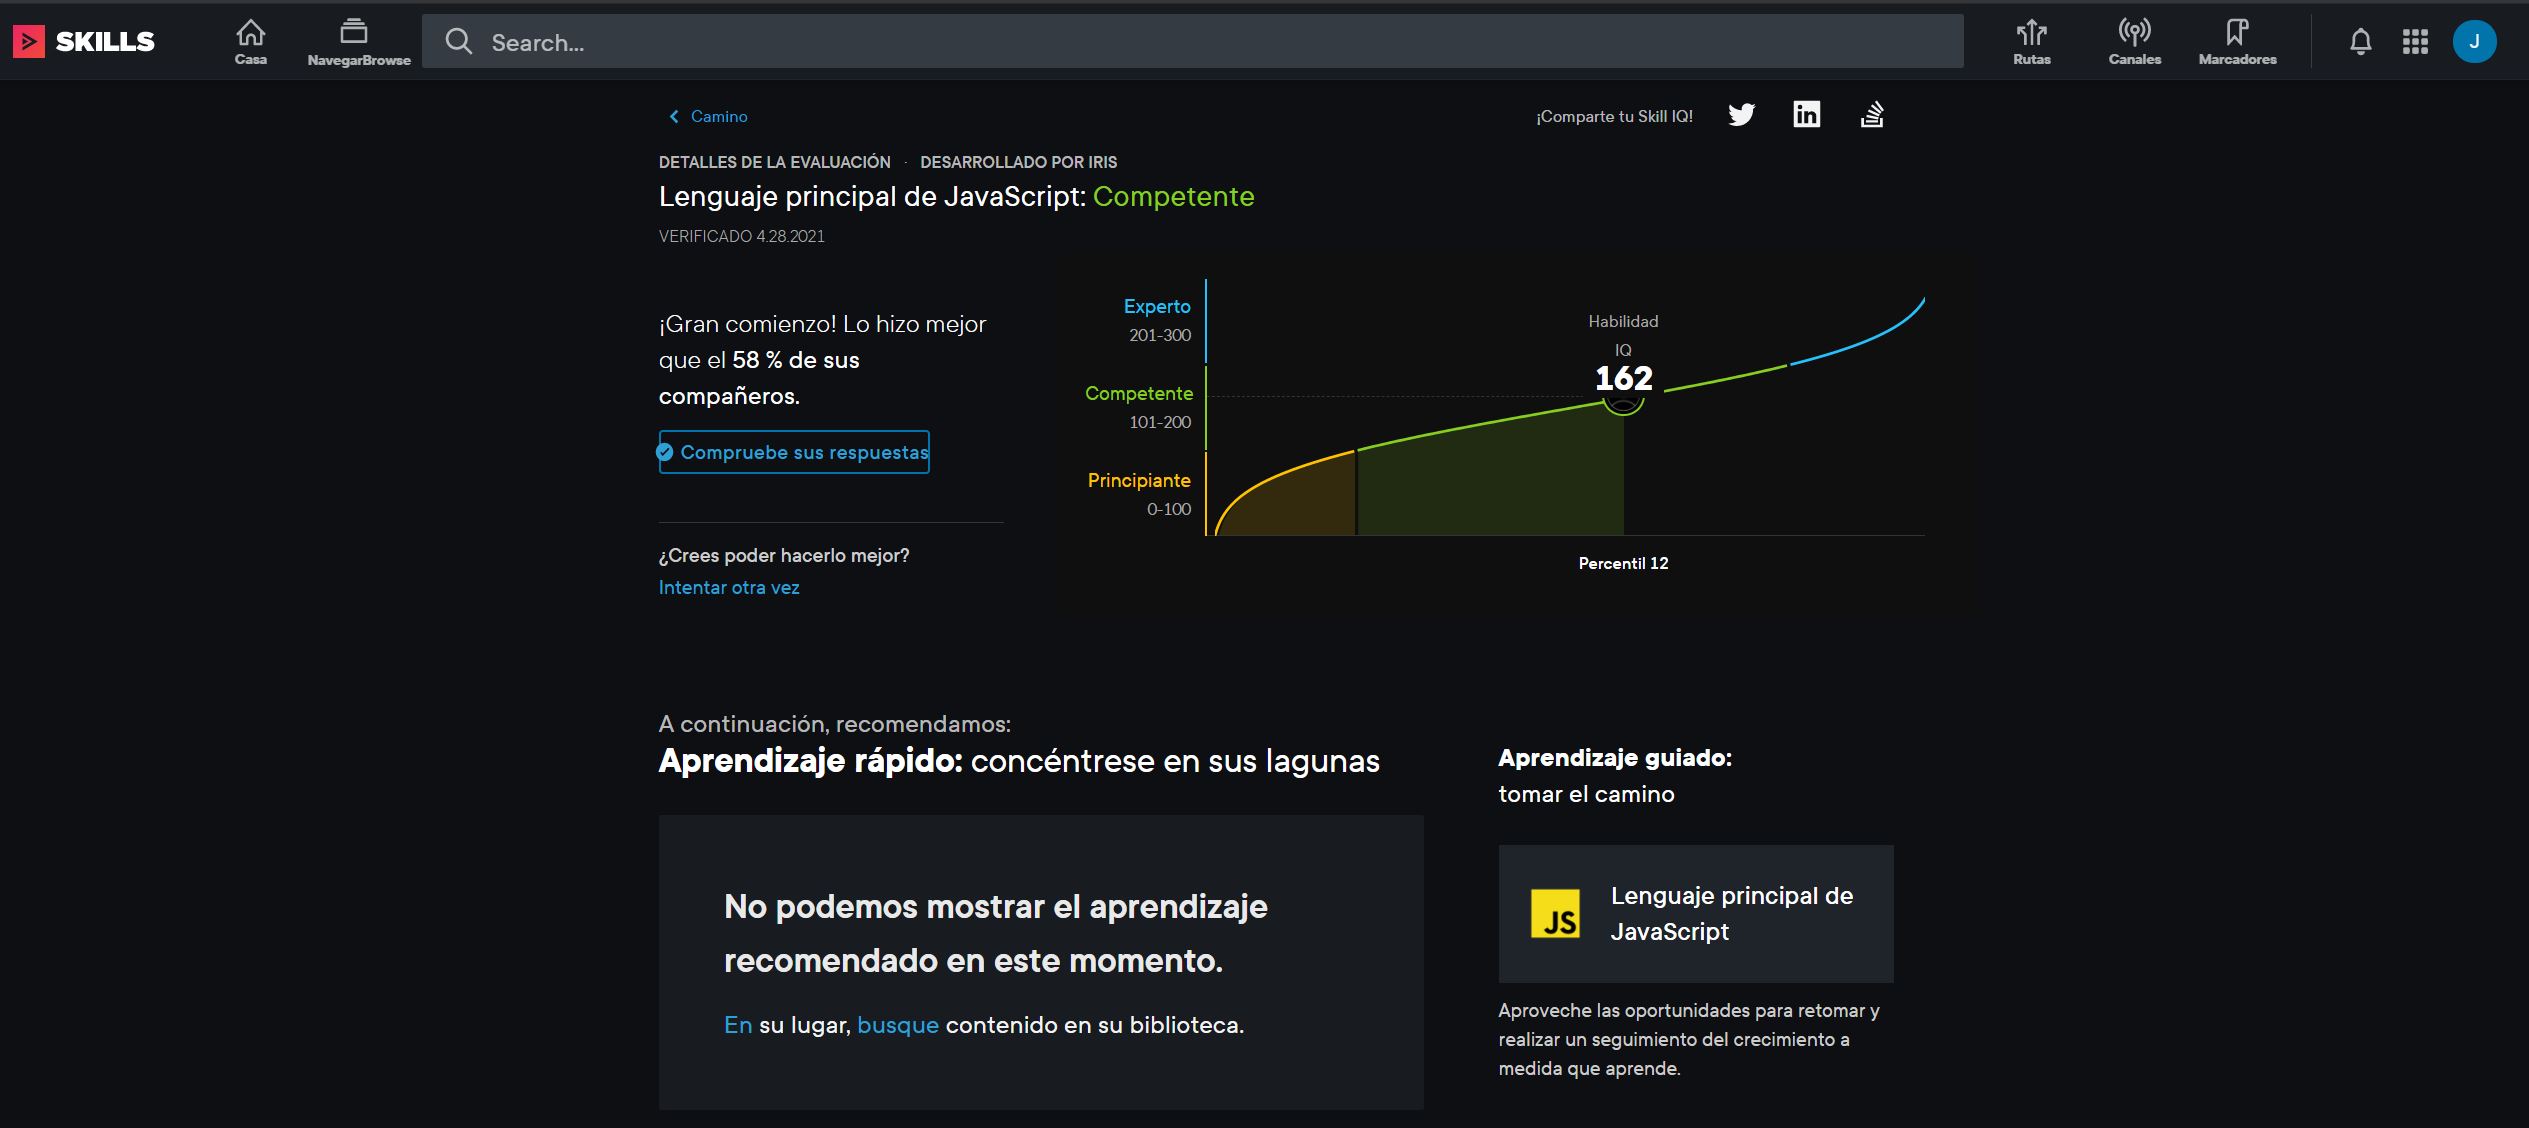 SKILLS
Casa
NavegarBrowse
Search...
Rutas
Canales
Marcadores
J
Camino
¡Comparte tu Skill IQ!
DETALLES DE LA EVALUACIÓN · DESARROLLADO POR IRIS
Lenguaje principal de JavaScript: Competente
VERIFICADO 4.28.2021
¡Gran comienzo! Lo hizo mejor
que el 58 % de sus
compañeros.
Compruebe sus respuestas
¿Crees poder hacerlo mejor?
Intentar otra vez
Experto
201-300
Competente
101-200
Principiante
0-100
Habilidad
IQ
162
Percentil 12
A continuación, recomendamos:
Aprendizaje rápido: concéntrese en sus lagunas
No podemos mostrar el aprendizaje
recomendado en este momento.
En su lugar, busque contenido en su biblioteca.
Aprendizaje guiado:
tomar el camino
JS
Lenguaje principal de
JavaScript
Aproveche las oportunidades para retomar y
realizar un seguimiento del crecimiento a
medida que aprende.